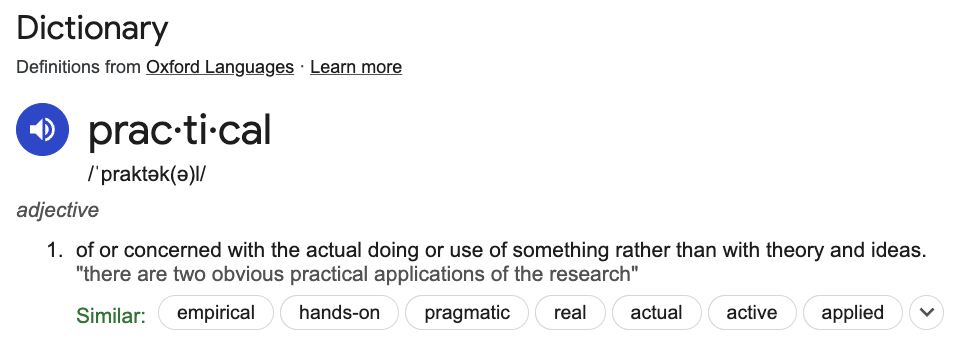 Dictionary
Definitions from Oxford Languages · Learn more
prac·ti·cal
/ˈpraktək(ə)l/
adjective
1. of or concerned with the actual doing or use of something rather than with theory and ideas.
"there are two obvious practical applications of the research"
Similar: empirical hands-on pragmatic real actual active applied